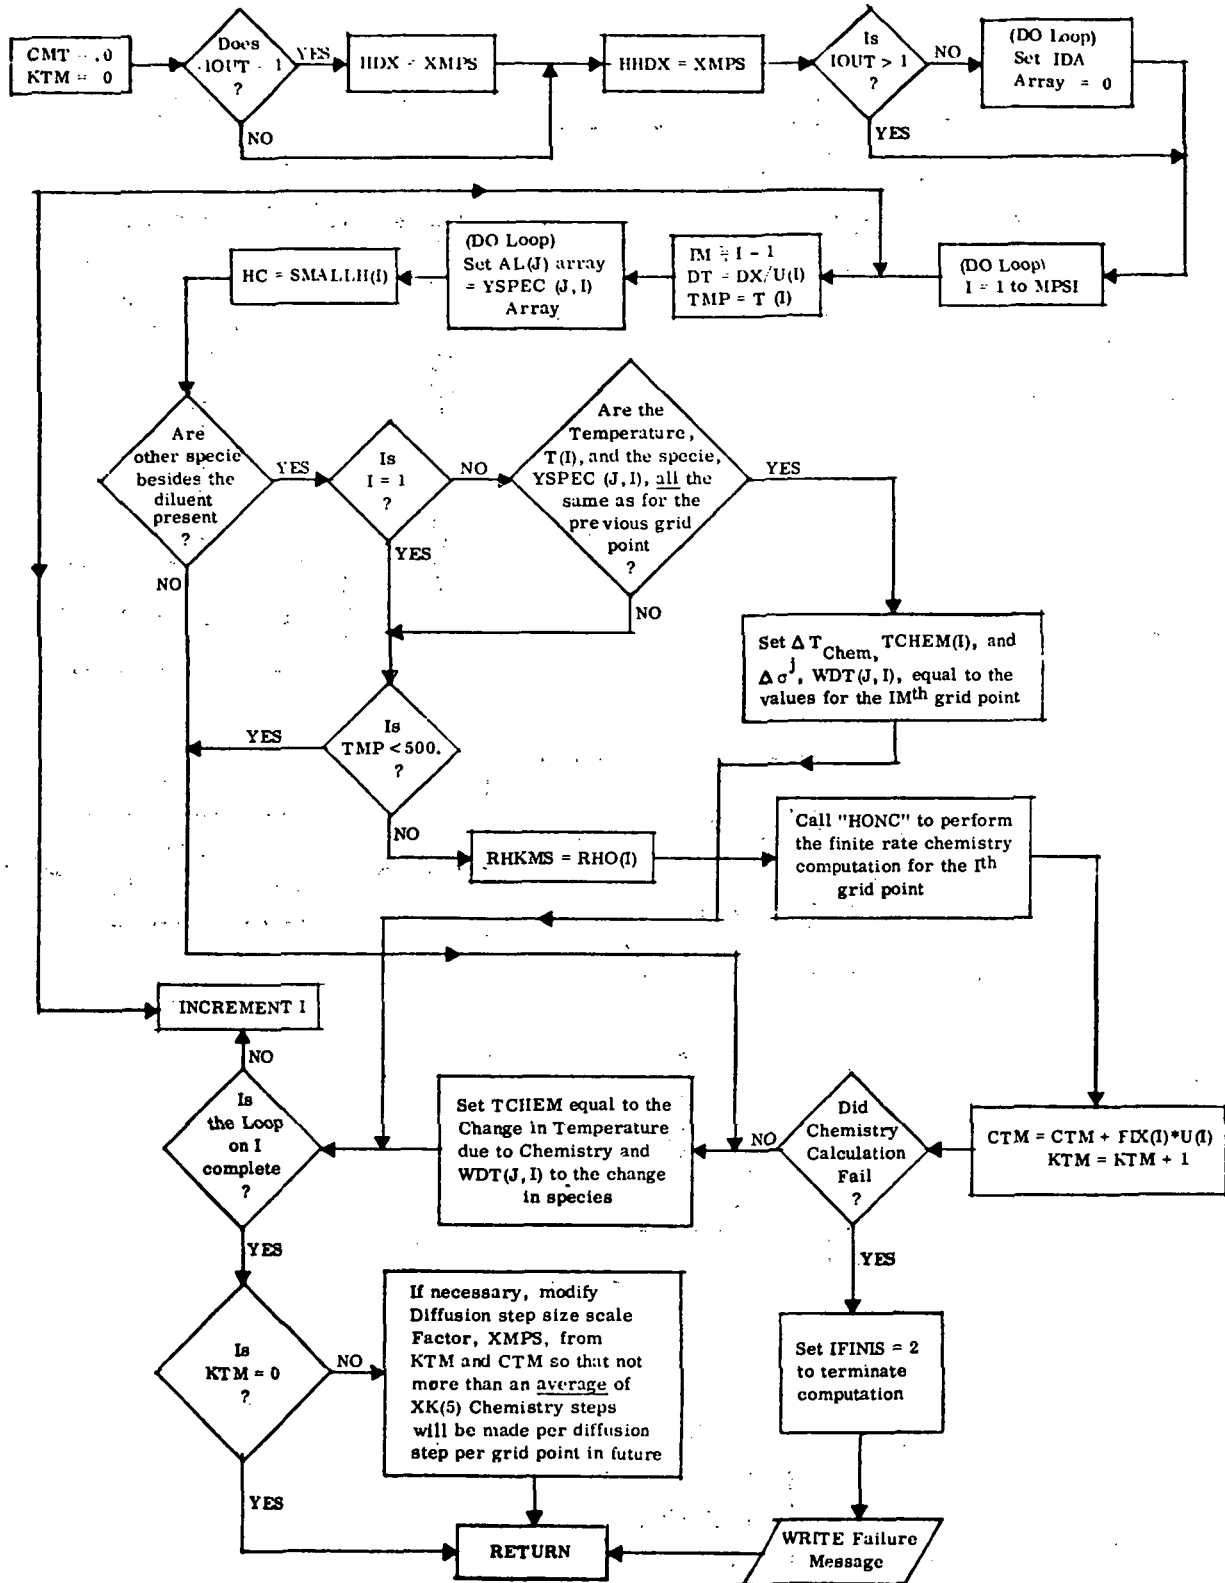 CMT = .0
KTM = 0
Does
IOUT = 1
?
YES
NO
HDX = XMPS
HHDX = XMPS
Is
IOUT > 1
?
NO
YES
(DO Loop)
Set IDA
Array = 0
(DO Loop)
I = 1 to MPSI
IM = I - 1
DT = DX/U(I)
TMP = T (I)
(DO Loop)
Set AL(J) array
= YSPEC (J,I)
Array
HC = SMALLH(I)
Are
other specie
besides the
diluent
present
?
YES
NO
Is
I = 1
?
NO
YES
Are the
Temperature,
T(I), and the specie,
YSPEC (J,I), all the
same as for the
previous grid
point
?
YES
NO
Set Δ T Chem, TCHEM(I), and
Δ σ^j, WDT(J,I), equal to the
values for the IMth grid point
Is
TMP < 500.
?
YES
NO
RHKMS = RHO(I)
Call "HONC" to perform
the finite rate chemistry
computation for the Ith
grid point
INCREMENT I
NO
Is
the Loop
on I
complete
?
YES
Set TCHEM equal to the
Change in Temperature
due to Chemistry and
WDT(J,I) to the change
in species
NO
Did
Chemistry
Calculation
Fail
?
YES
CTM = CTM + FIX(I)*U(I)
KTM = KTM + 1
Is
KTM = 0
?
NO
YES
If necessary, modify
Diffusion step size scale
Factor, XMPS, from
KTM and CTM so that not
more than an average of
XK(5) Chemistry steps
will be made per diffusion
step per grid point in future
Set IFINIS = 2
to terminate
computation
RETURN
WRITE Failure
Message